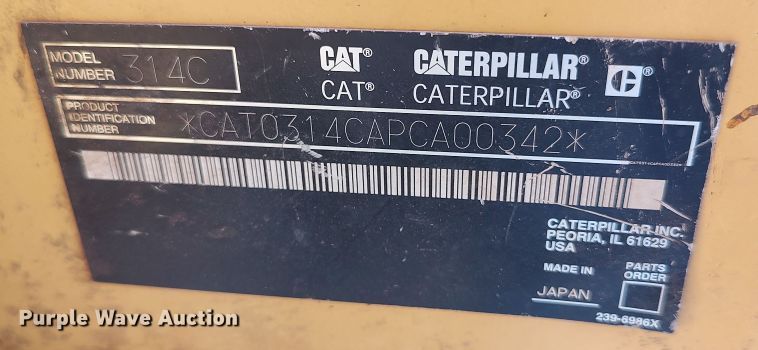 MODEL NUMBER 314C
CAT® CATERPILLAR® C®
CAT® CATERPILLAR®
PRODUCT IDENTIFICATION NUMBER *CAT0314CAPCA00342*
CATERPILLAR INC.
PEORIA, IL 61629
USA
MADE IN JAPAN
PARTS ORDER
239-6986X
Purple Wave Auction